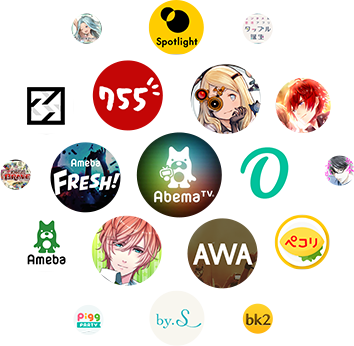 Spotlight
755
Ameba
FRESH!
AbemaTV.
Ameba
AWA
ペコリ
Pigg
PARTY
by.S
bk2